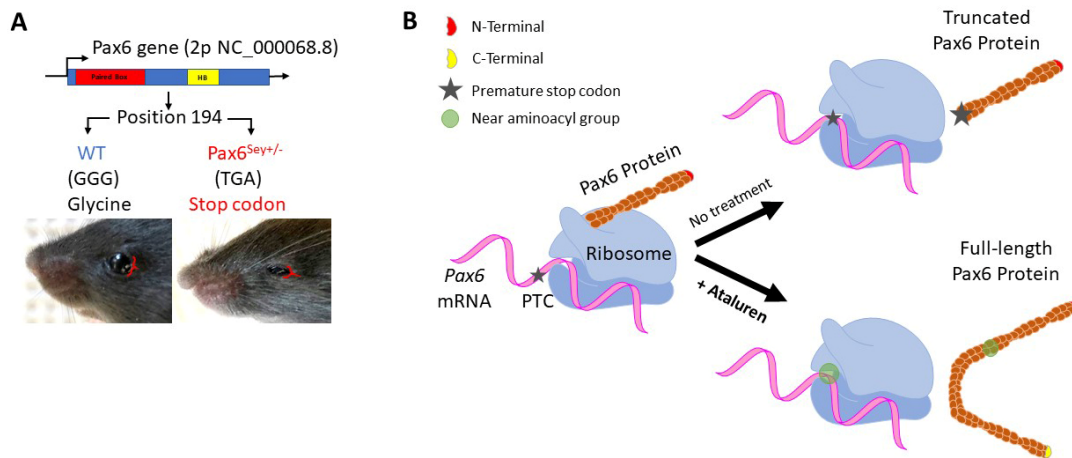 A
Pax6 gene (2p NC_000068.8)
Paired Box
HB
Position 194
WT
(GGG)
Glycine
Pax6Sey+/-
(TGA)
Stop codon
B
N-Terminal
C-Terminal
Premature stop codon
Near aminoacyl group
Truncated
Pax6 Protein
Pax6 Protein
Ribosome
Pax6
mRNA
PTC
No treatment
+ Ataluren
Full-length
Pax6 Protein